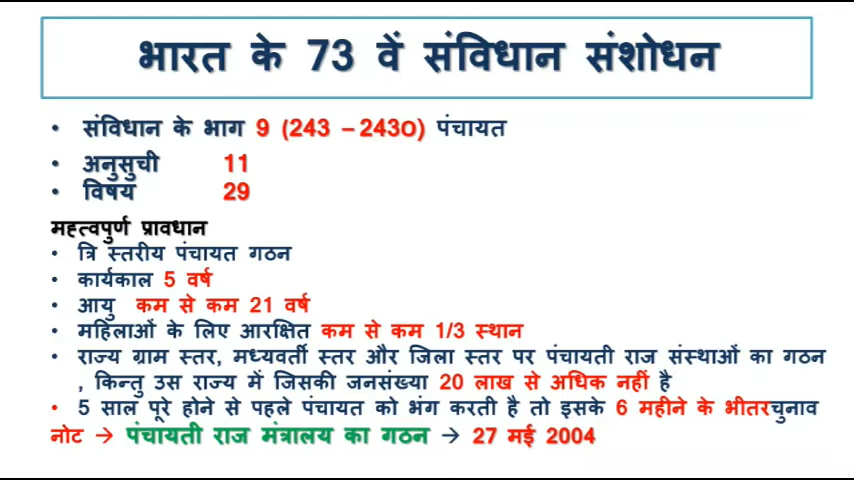 भारत के 73 वें संविधान संशोधन
• संविधान के भाग 9 (243 – 243O) पंचायत
• अनुसुची 11
• विषय 29
महत्वपुर्ण प्रावधान
• त्रि स्तरीय पंचायत गठन
• कार्यकाल 5 वर्ष
• आयु कम से कम 21 वर्ष
• महिलाओं के लिए आरक्षित कम से कम 1/3 स्थान
• राज्य ग्राम स्तर, मध्यवर्ती स्तर और जिला स्तर पर पंचायती राज संस्थाओं का गठन
, किन्तु उस राज्य में जिसकी जनसंख्या 20 लाख से अधिक नहीं है
• 5 साल पूरे होने से पहले पंचायत को भंग करती है तो इसके 6 महीने के भीतरचुनाव
नोट → पंचायती राज मंत्रालय का गठन → 27 मई 2004